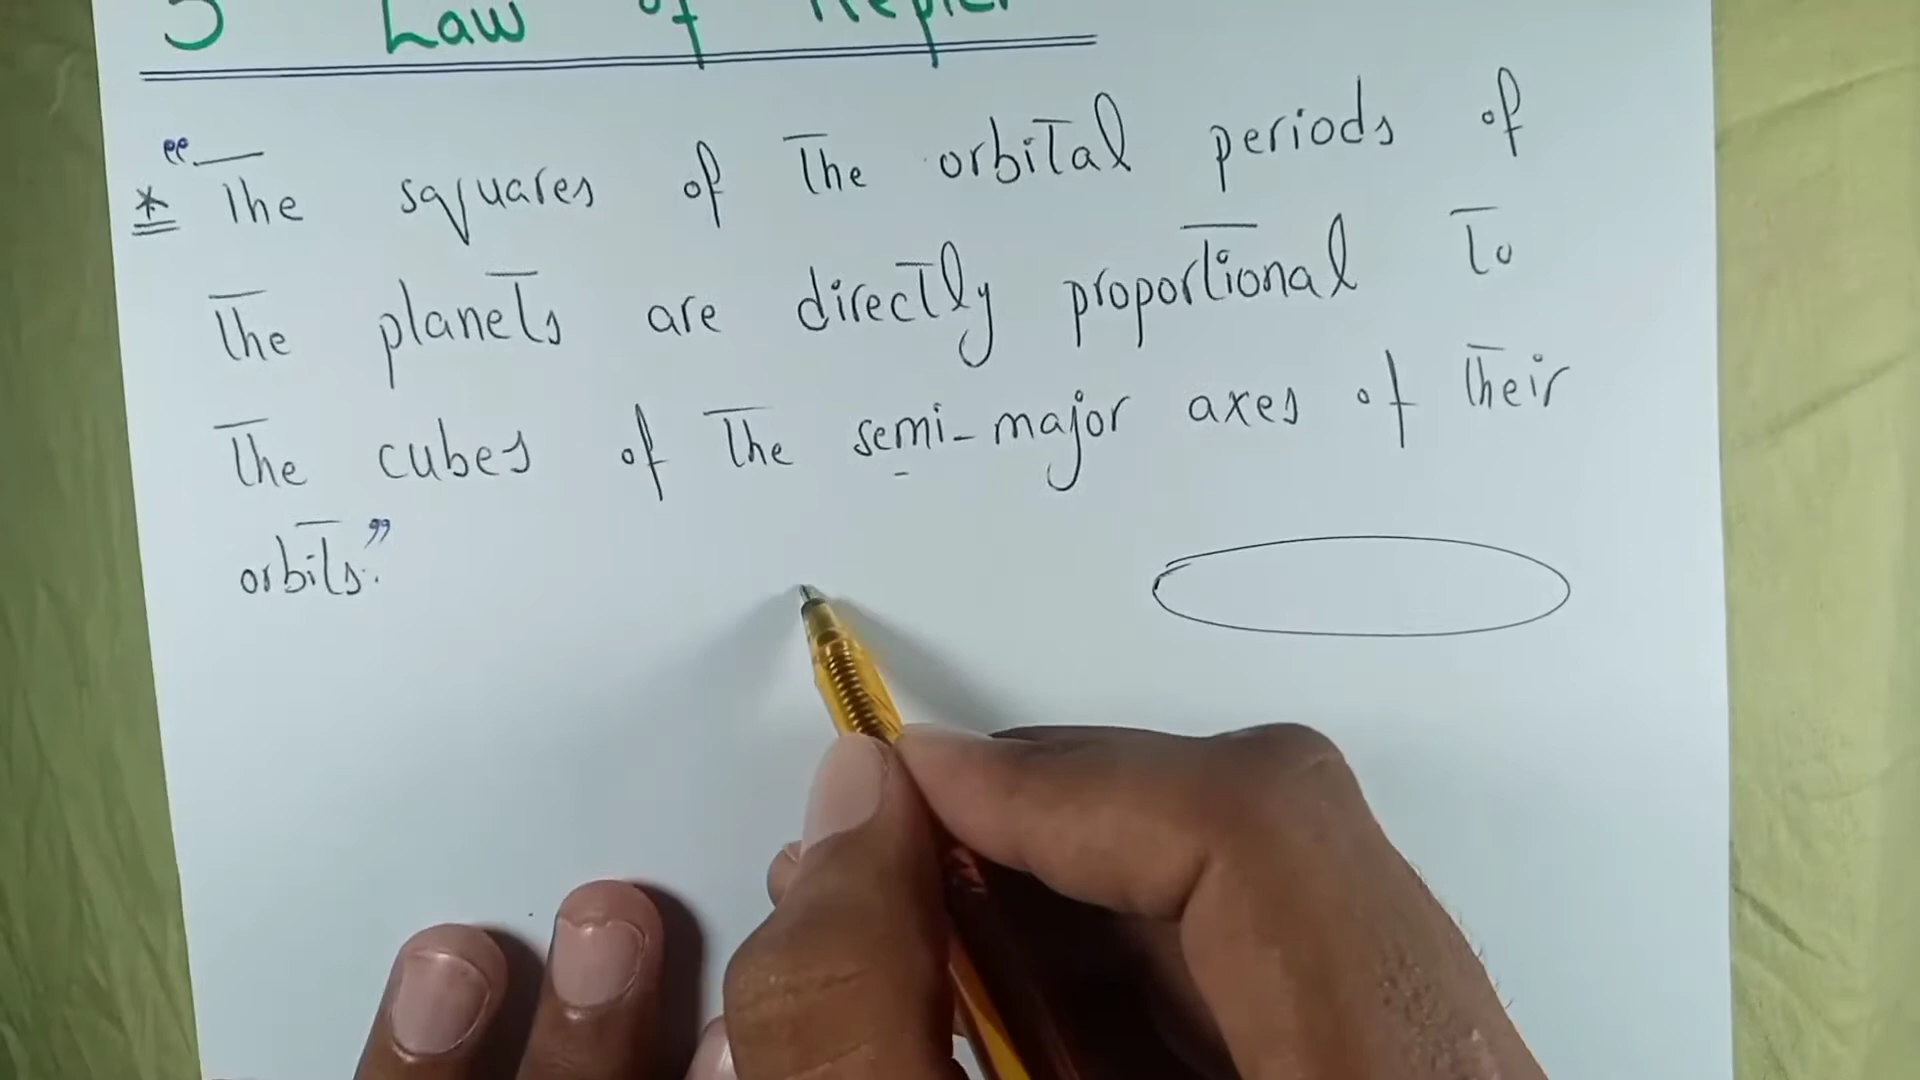 3 Law of Kepler
* "The squares of the orbital periods of
the planets are directly proportional to
the cubes of the semi-major axes of their
orbits."